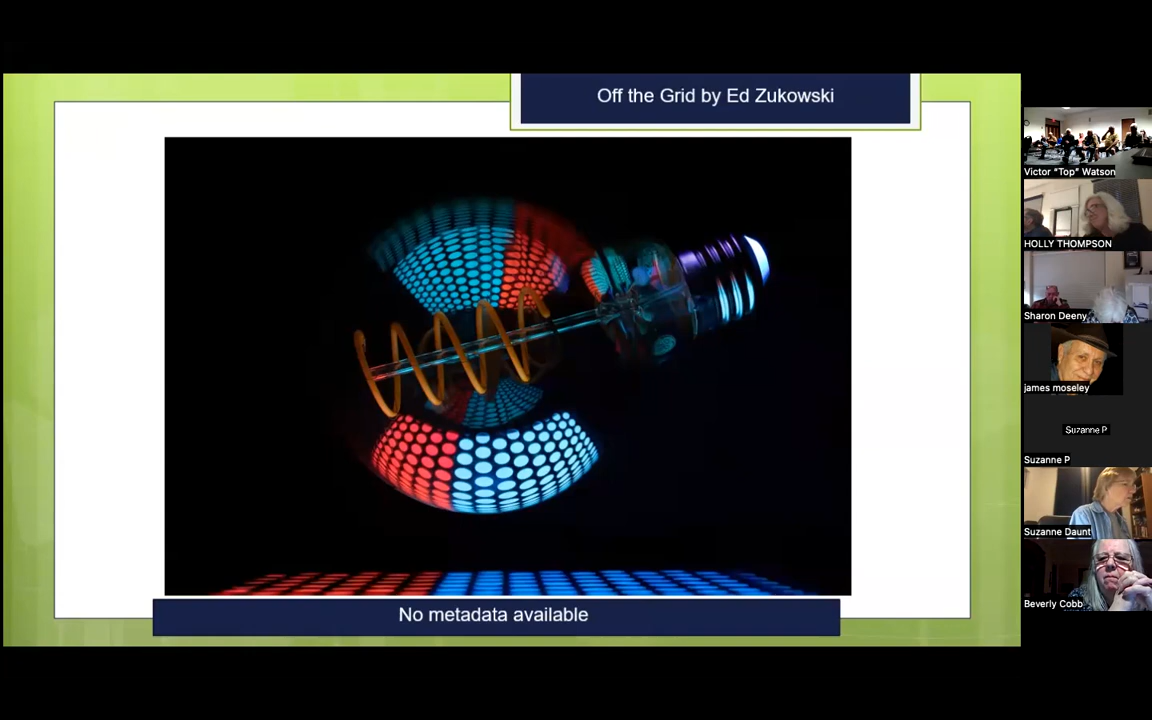 Off the Grid by Ed Zukowski
No metadata available
Victor "Top" Watson
HOLLY THOMPSON
Sharon Deeny
james moseley
Suzanne P
Suzanne P
Suzanne Daunt
Beverly Cobb